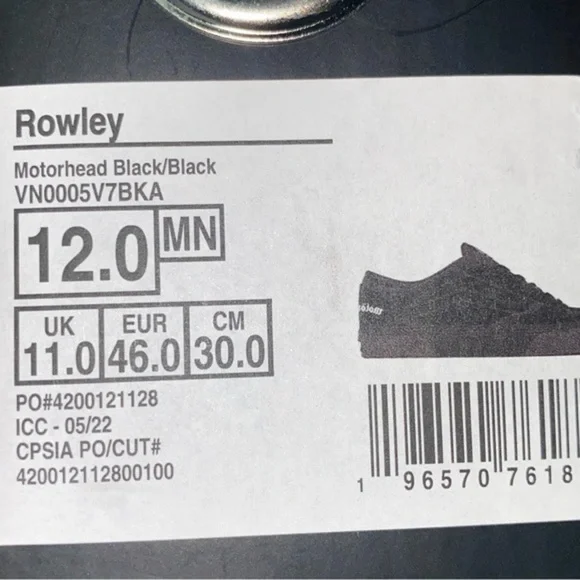 Rowley
Motorhead Black/Black
VN0005V7BKA
12.0 MN
UK EUR CM
11.0 46.0 30.0
PO#4200121128
ICC - 05/22
CPSIA PO/CUT#
420012112800100
1 96570 7618